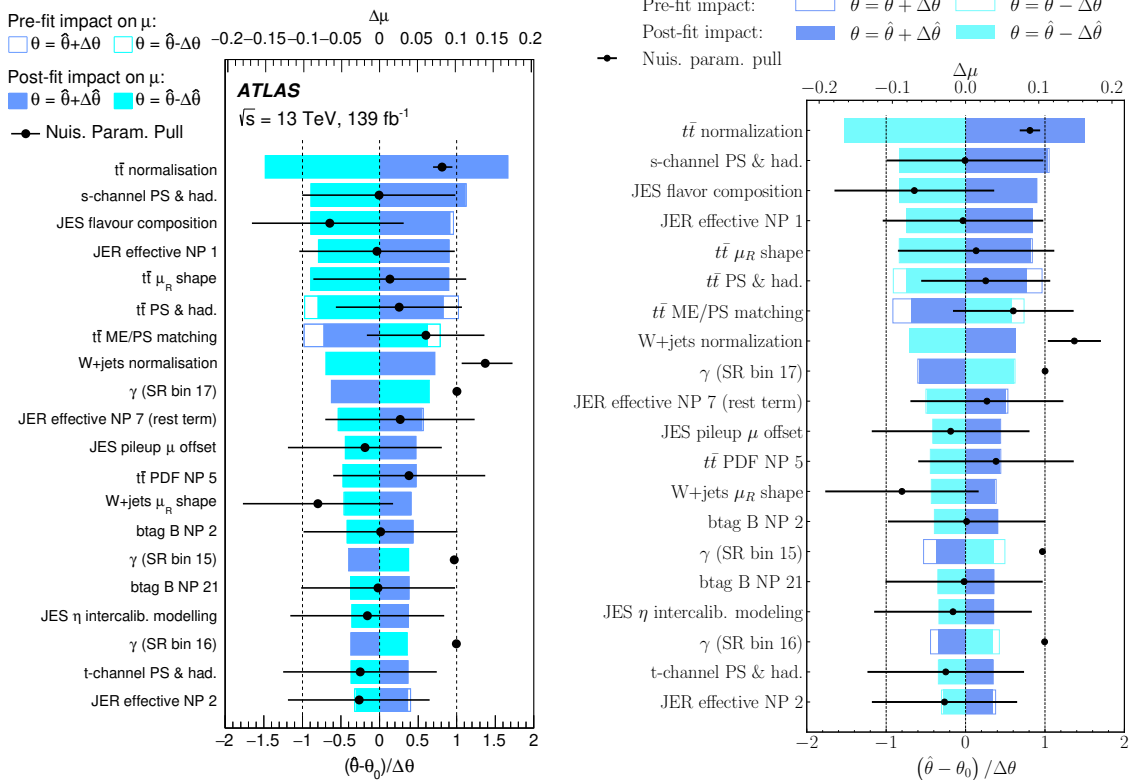 Pre-fit impact on μ:
θ = θ̂+Δθ θ = θ̂-Δθ
Post-fit impact on μ:
θ = θ̂+Δθ̂ θ = θ̂-Δθ̂
Nuis. Param. Pull
Δμ
−0.2 −0.15 −0.1 −0.05 0 0.05 0.1 0.15 0.2
ATLAS
√s = 13 TeV, 139 fb⁻¹
tt̄ normalisation
s-channel PS & had.
JES flavour composition
JER effective NP 1
tt̄ μ_R shape
tt̄ PS & had.
tt̄ ME/PS matching
W+jets normalisation
γ (SR bin 17)
JER effective NP 7 (rest term)
JES pileup μ offset
tt̄ PDF NP 5
W+jets μ_R shape
btag B NP 2
γ (SR bin 15)
btag B NP 21
JES η intercalib. modelling
γ (SR bin 16)
t-channel PS & had.
JER effective NP 2
−2 −1.5 −1 −0.5 0 0.5 1 1.5 2
(θ̂-θ₀)/Δθ
Pre-fit impact: θ = θ̂ + Δθ θ = θ̂ − Δθ
Post-fit impact: θ = θ̂ + Δθ̂ θ = θ̂ − Δθ̂
Nuis. param. pull
Δμ
−0.2 −0.1 0.0 0.1 0.2
tt̄ normalization
s-channel PS & had.
JES flavor composition
JER effective NP 1
tt̄ μ_R shape
tt̄ PS & had.
tt̄ ME/PS matching
W+jets normalization
γ (SR bin 17)
JER effective NP 7 (rest term)
JES pileup μ offset
tt̄ PDF NP 5
W+jets μ_R shape
btag B NP 2
γ (SR bin 15)
btag B NP 21
JES η intercalib. modeling
γ (SR bin 16)
t-channel PS & had.
JER effective NP 2
−2 −1 0 1 2
(θ̂ − θ₀) /Δθ